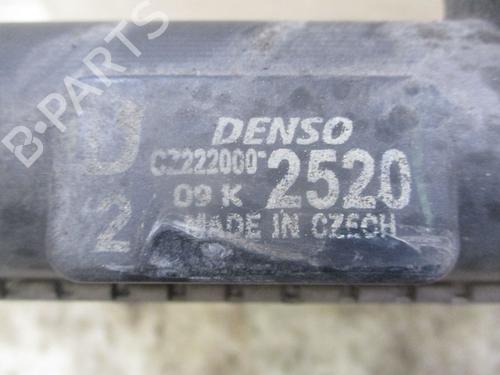 B-PARTS
D
2
DENSO
CZ222000-2520
09 K
MADE IN CZECH